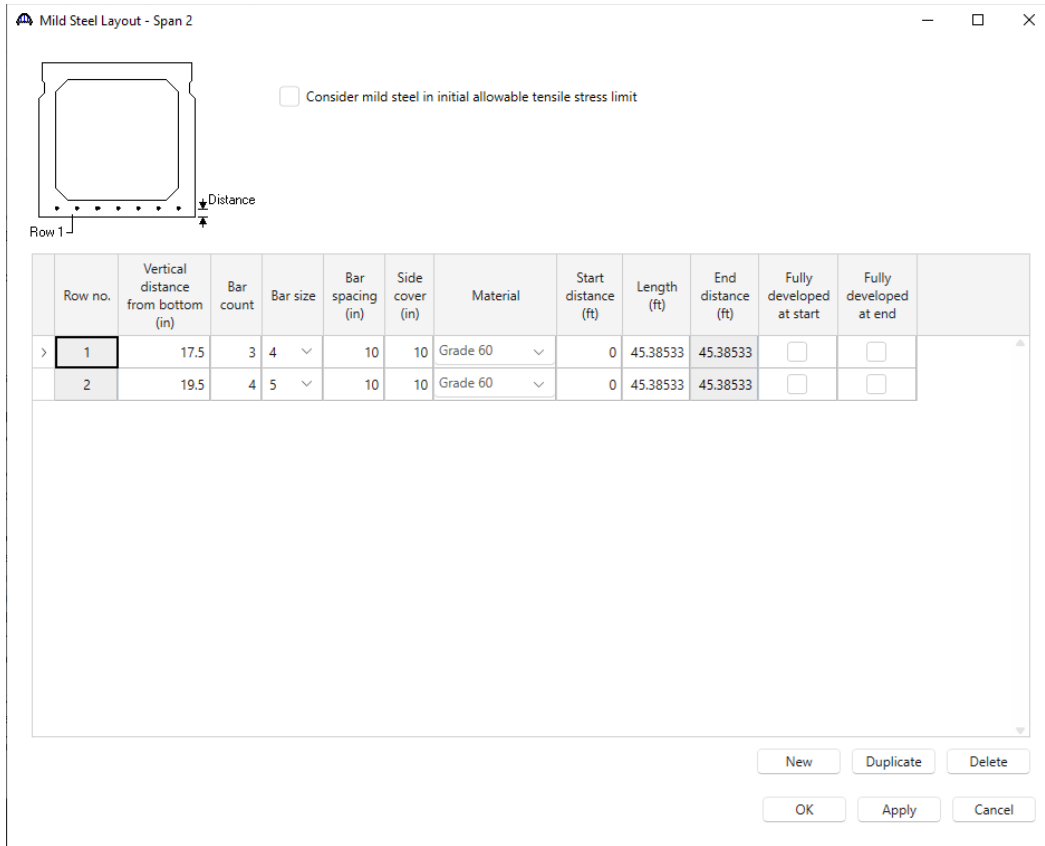 Mild Steel Layout - Span 2
Consider mild steel in initial allowable tensile stress limit
Distance
Row 1
Row no. Vertical distance from bottom (in) Bar count Bar size Bar spacing (in) Side cover (in) Material Start distance (ft) Length (ft) End distance (ft) Fully developed at start Fully developed at end
1 17.5 3 4 10 10 Grade 60 0 45.38533 45.38533
2 19.5 4 5 10 10 Grade 60 0 45.38533 45.38533
New Duplicate Delete
OK Apply Cancel